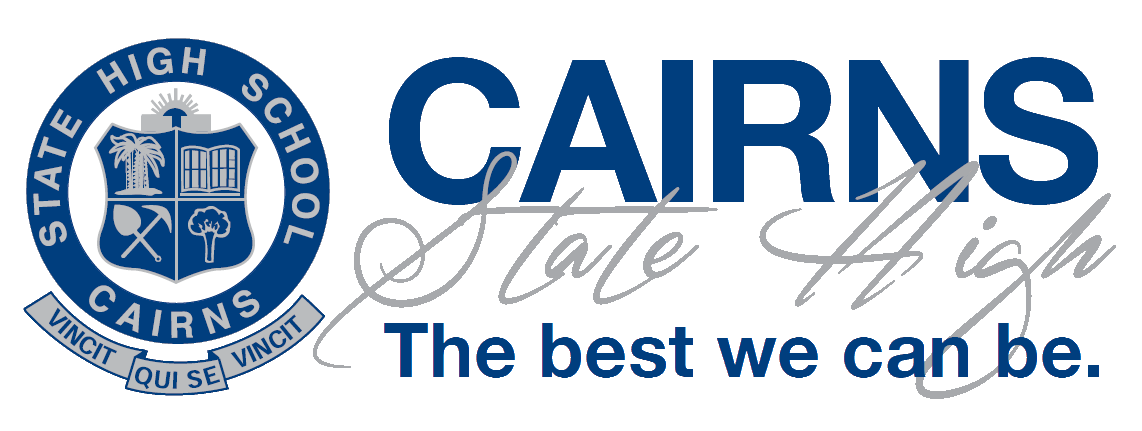 STATE HIGH SCHOOL
CAIRNS
VINCIT QUI SE VINCIT
CAIRNS
State High
The best we can be.